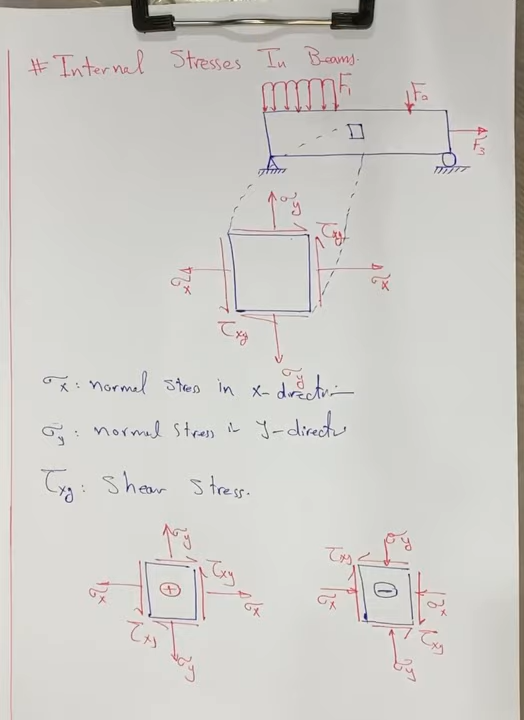 # Internal Stresses In Beams.
F₁
F₂
F₃
σy
τxy
σx
σx
τxy
σy
σx: normal stress in x-direction
σy: normal stress in y-direction
τxy: Shear Stress.
σy
σy
τxy
τxy
+
−
σx
σx
σx
σx
τxy
τxy
σy
σy